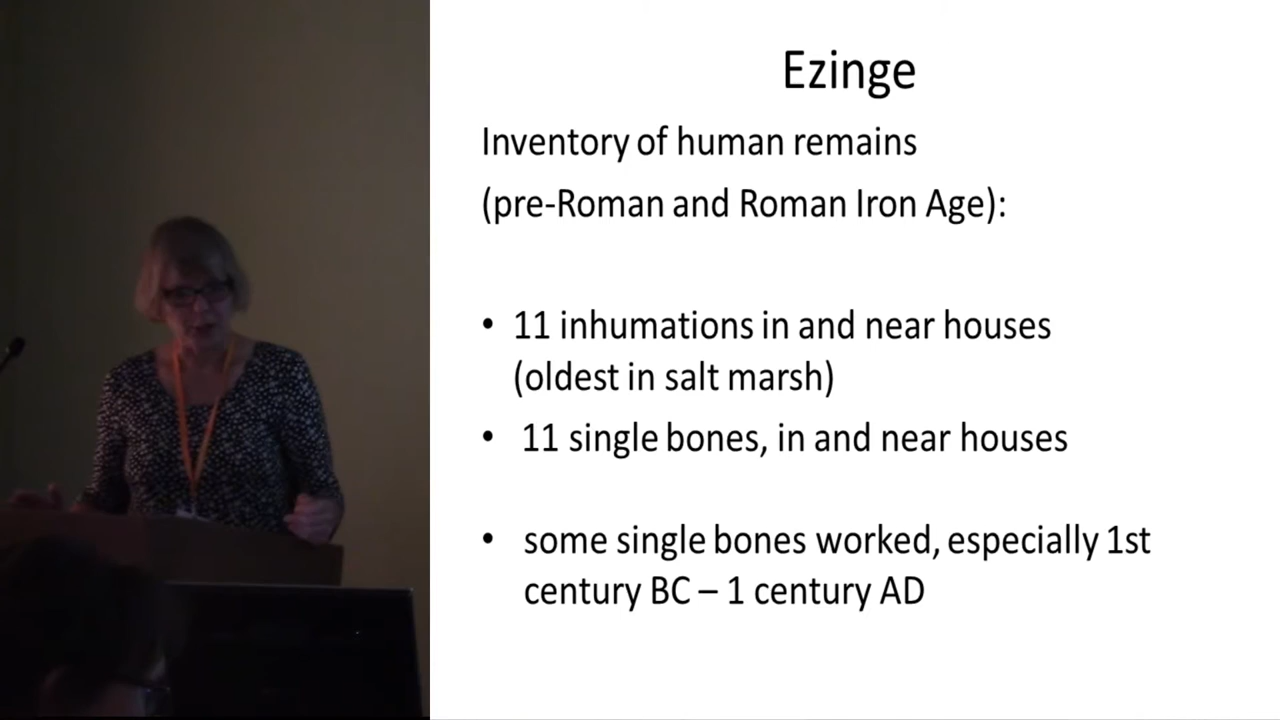 Ezinge
Inventory of human remains
(pre-Roman and Roman Iron Age):
• 11 inhumations in and near houses
(oldest in salt marsh)
• 11 single bones, in and near houses
• some single bones worked, especially 1st
century BC – 1 century AD